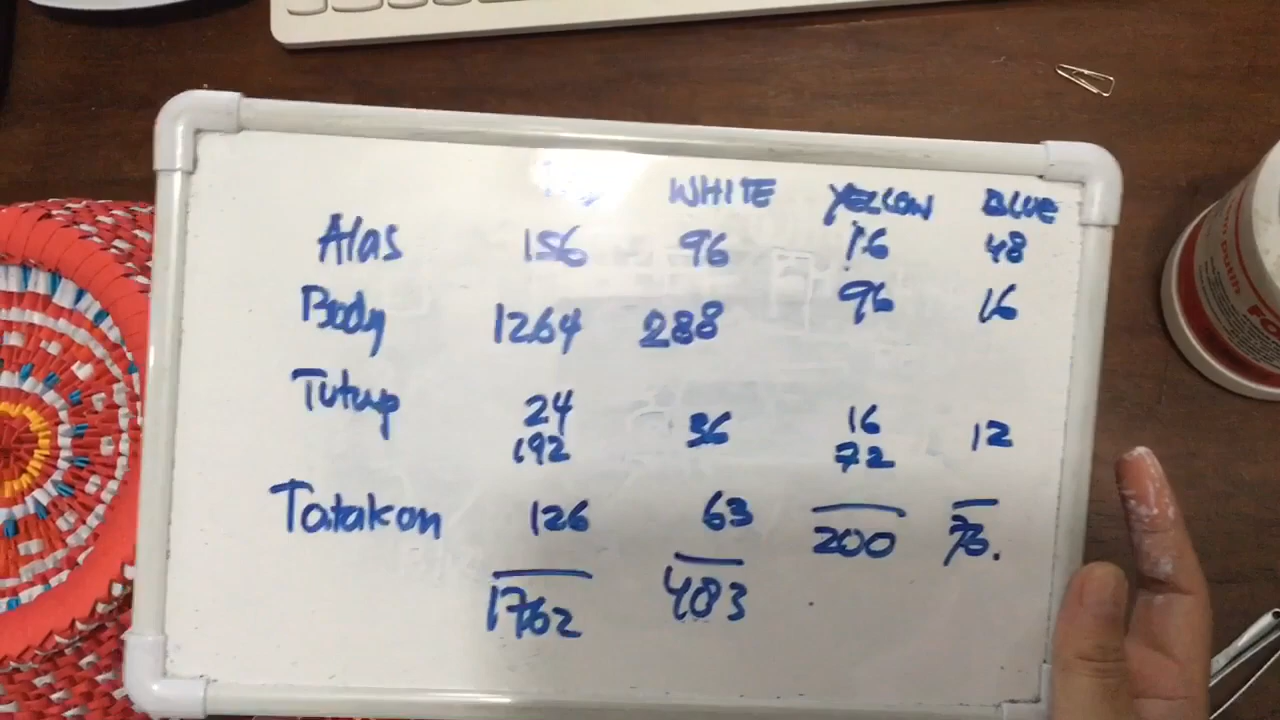 WHITE YELLOW BLUE
Alas 156 96 16 48
Body 1264 288 96 16
Tutup 24 16
192 36 72 12
Tatakan 126 63
200 76.
1762 483